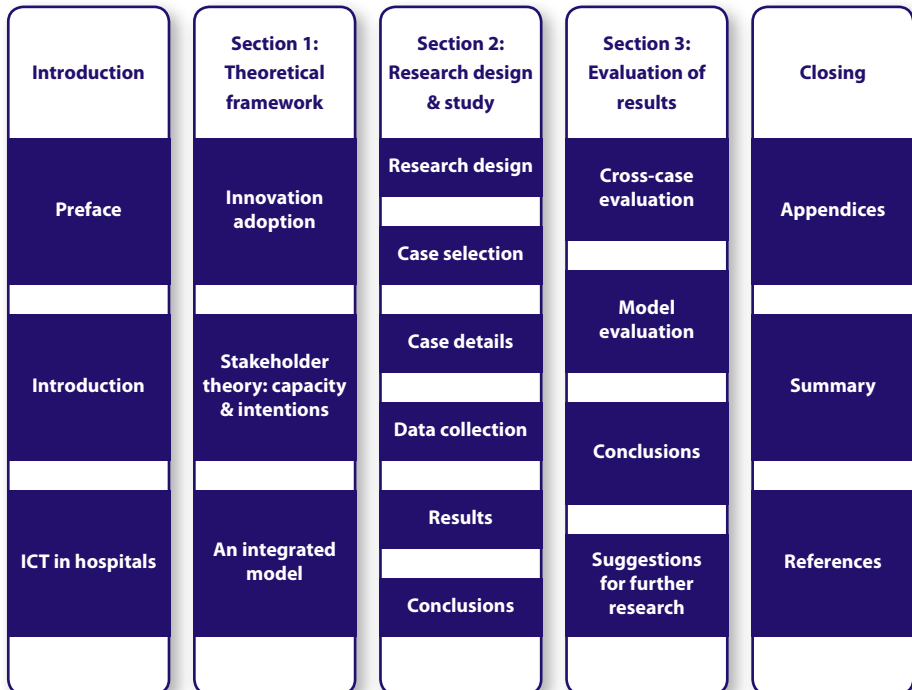 Introduction
Preface
Introduction
ICT in hospitals
Section 1:
Theoretical
framework
Innovation
adoption
Stakeholder
theory: capacity
& intentions
An integrated
model
Section 2:
Research design
& study
Research design
Case selection
Case details
Data collection
Results
Conclusions
Section 3:
Evaluation of
results
Cross-case
evaluation
Model
evaluation
Conclusions
Suggestions
for further
research
Closing
Appendices
Summary
References